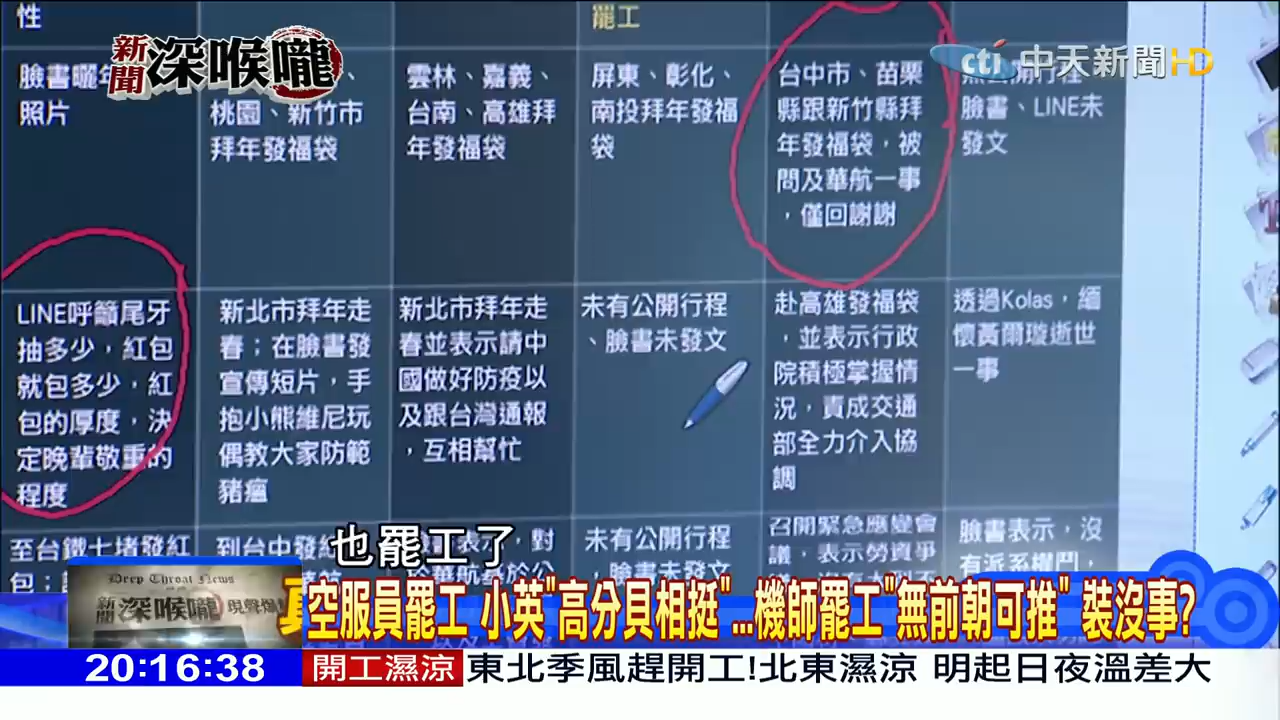 性
罷工
新聞深喉嚨
cti 中天新聞HD
臉書曬年
照片
桃園、新竹市
拜年發福袋
雲林、嘉義、
台南、高雄拜
年發福袋
屏東、彰化、
南投拜年發福
袋
台中市、苗栗
縣跟新竹縣拜
年發福袋，被
問及華航一事
，僅回謝謝
臉書、LINE未
發文
LINE呼籲尾牙
抽多少，紅包
就包多少，紅
包的厚度，決
定晚輩敬重的
程度
新北市拜年走
春；在臉書發
宣傳短片，手
抱小熊維尼玩
偶教大家防範
豬瘟
新北市拜年走
春並表示請中
國做好防疫以
及跟台灣通報
，互相幫忙
未有公開行程
、臉書未發文
赴高雄發福袋
，並表示行政
院積極掌握情
況，責成交通
部全力介入協
調
透過Kolas，緬
懷黃爾璇逝世
一事
至台鐵七堵發紅
包；
到台中發紅
對
未有公開行程
、臉書未發文
召開緊急應變會
議，表示勞資爭
臉書表示，沒
有派系權鬥，
也罷工了
Deep Throat News
新聞深喉嚨 現聲爆
空服員罷工 小英"高分貝相挺"...機師罷工"無前朝可推" 裝沒事?
20:16:38
開工濕涼
東北季風趕開工!北東濕涼 明起日夜溫差大